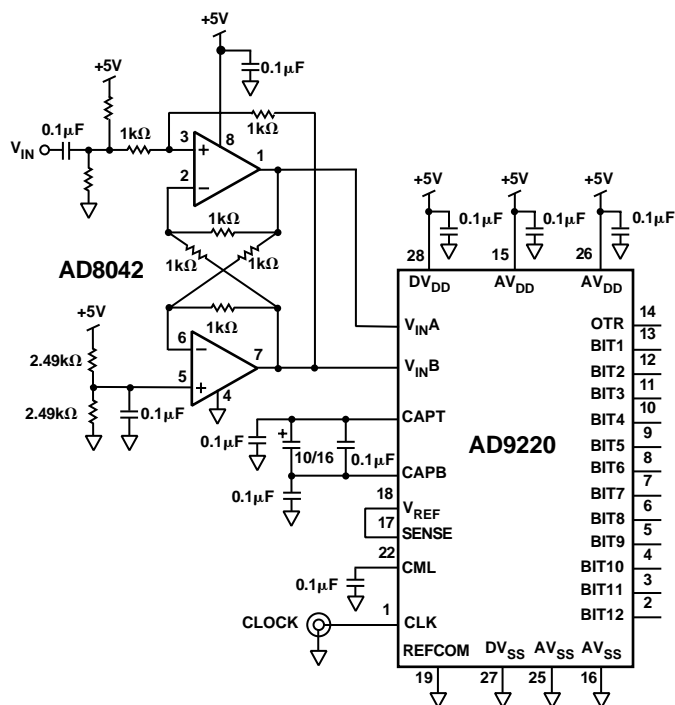 +5V
0.1µF
+5V
0.1µF
1kΩ
1kΩ
V_IN
3
8
1
2
1kΩ
1kΩ
1kΩ
AD8042
1kΩ
+5V
6
7
5
4
2.49kΩ
2.49kΩ
0.1µF
+5V
+5V
+5V
0.1µF
0.1µF
0.1µF
28
15
26
DV_DD
AV_DD
AV_DD
V_INA
V_INB
CAPT
0.1µF
10/16
0.1µF
+
CAPB
0.1µF
18
V_REF
17
SENSE
22
CML
0.1µF
1
CLOCK
CLK
AD9220
14
OTR
13
BIT1
12
BIT2
11
BIT3
10
BIT4
9
BIT5
8
BIT6
7
BIT7
6
BIT8
5
BIT9
4
BIT10
3
BIT11
2
BIT12
REFCOM
DV_SS
AV_SS
AV_SS
19
27
25
16